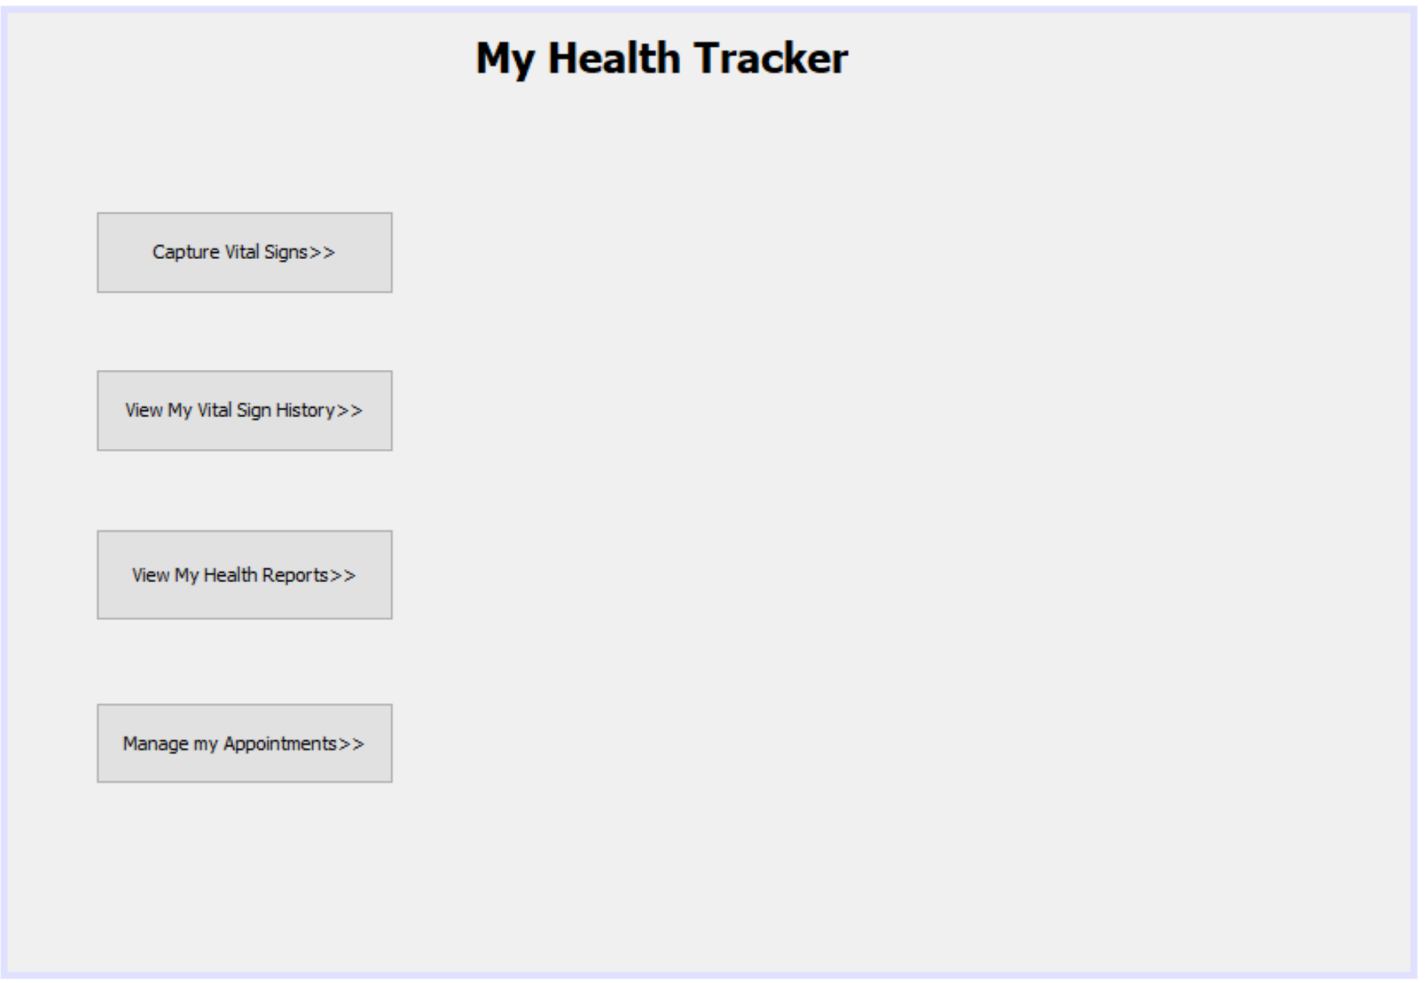 My Health Tracker
Capture Vital Signs>>
View My Vital Sign History>>
View My Health Reports>>
Manage my Appointments>>